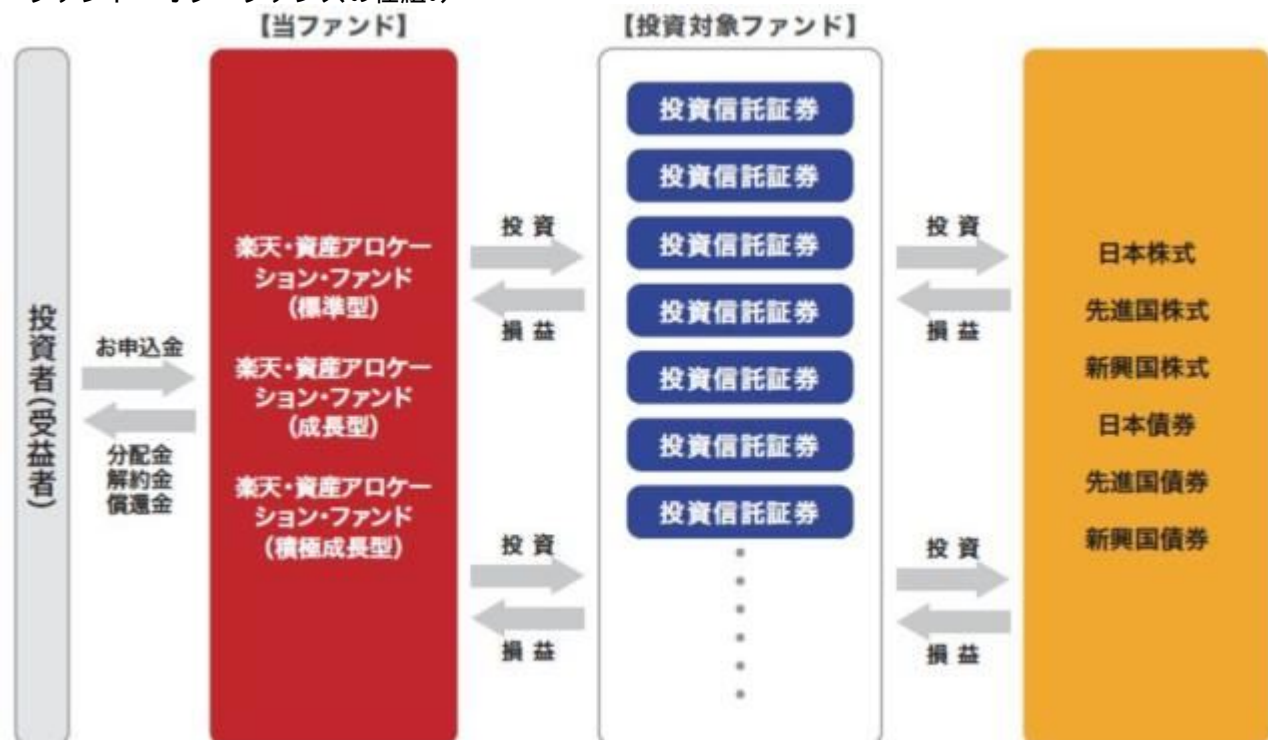 【当ファンド】
【投資対象ファンド】
投資者(受益者)
お申込金
分配金
解約金
償還金
楽天・資産アロケー
ション・ファンド
(標準型)
楽天・資産アロケー
ション・ファンド
(成長型)
楽天・資産アロケー
ション・ファンド
(積極成長型)
投資
損益
投資
損益
投資信託証券
投資信託証券
投資信託証券
投資信託証券
投資信託証券
投資信託証券
投資信託証券
投資
損益
投資
損益
日本株式
先進国株式
新興国株式
日本債券
先進国債券
新興国債券